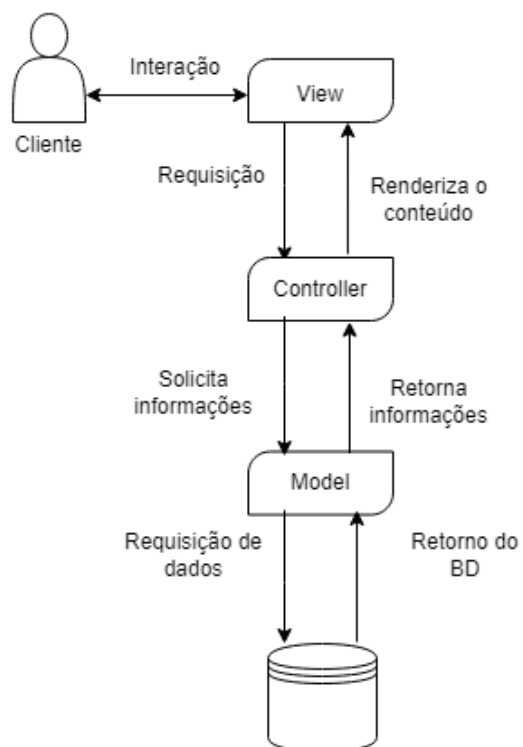 Interação
View
Cliente
Requisição
Renderiza o
conteúdo
Controller
Solicita
informações
Retorna
informações
Model
Requisição de
dados
Retorno do
BD